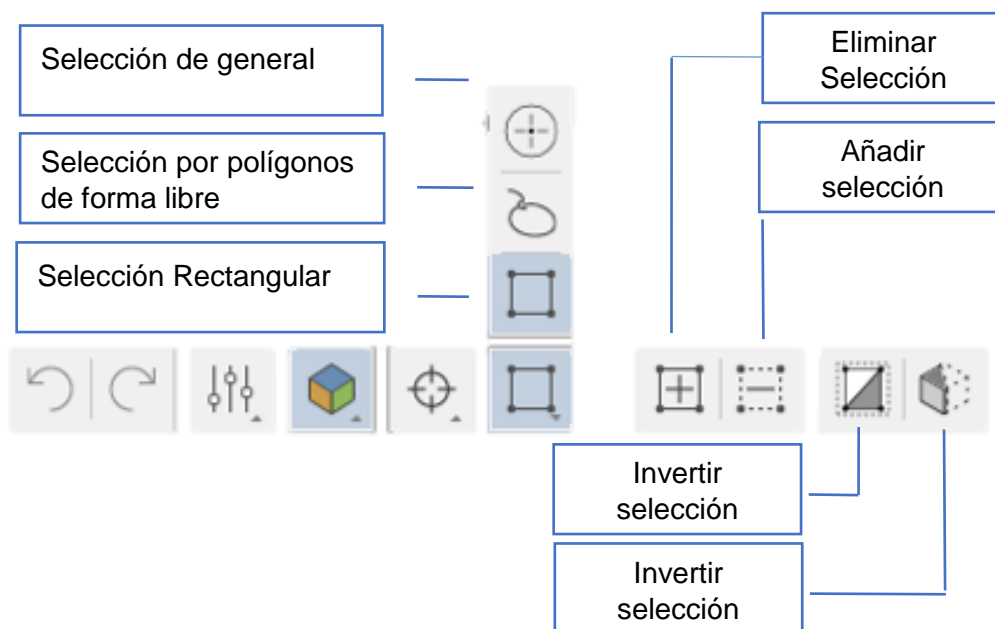 Selección de general
Selección por polígonos
de forma libre
Selección Rectangular
Eliminar
Selección
Añadir
selección
Invertir
selección
Invertir
selección